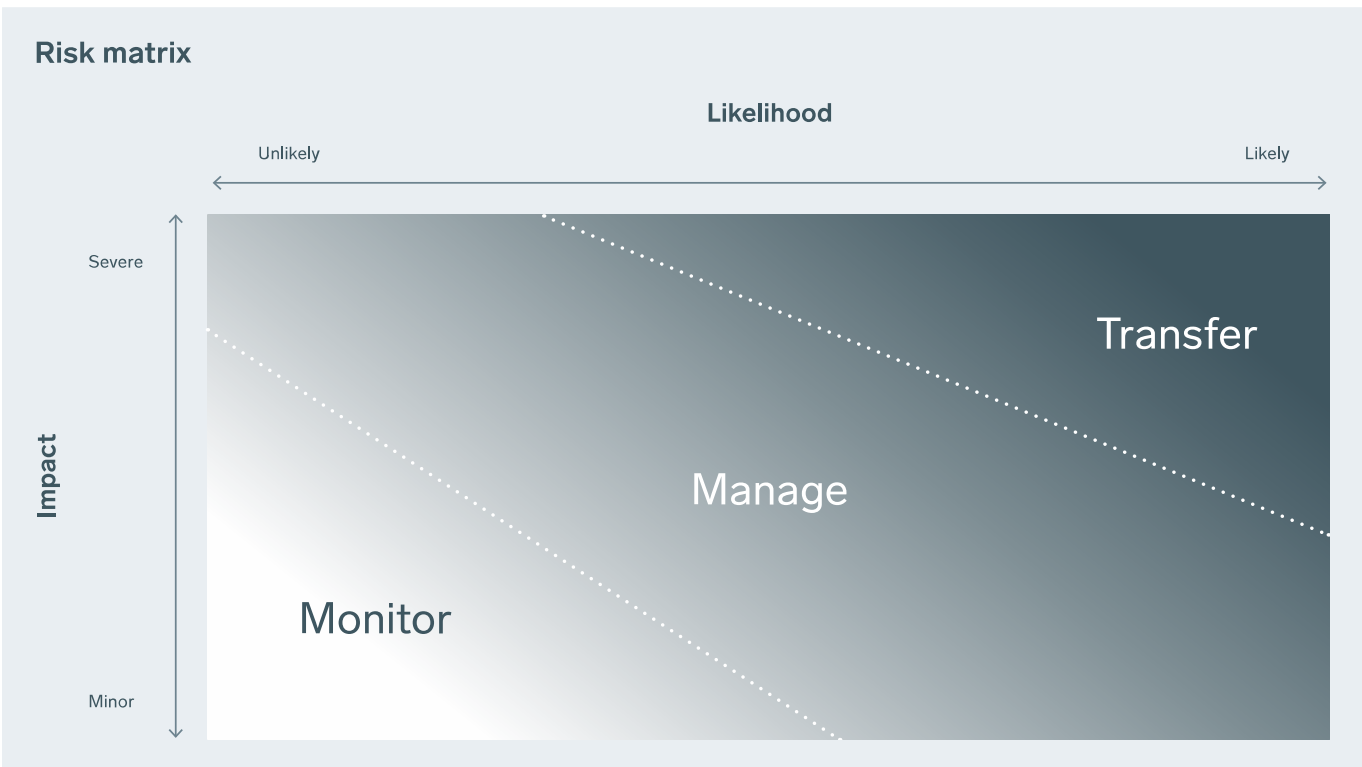 Risk matrix
Likelihood
Unlikely
Likely
Severe
Transfer
Impact
Manage
Monitor
Minor